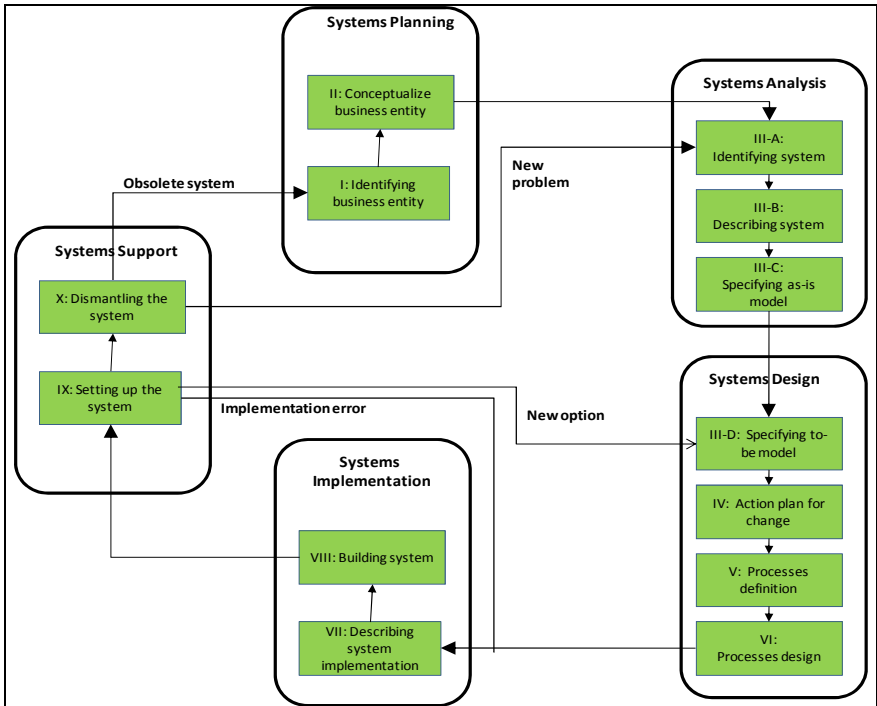 Systems Planning
II: Conceptualize
business entity
I: Identifying
business entity
Obsolete system
New
problem
Systems Analysis
III-A:
Identifying system
III-B:
Describing system
III-C:
Specifying as-is
model
Systems Support
X: Dismantling the
system
IX: Setting up the
system
Implementation error
New option
Systems Design
III-D: Specifying to-
be model
IV: Action plan for
change
V: Processes
definition
VI:
Processes design
Systems
Implementation
VIII: Building system
VII: Describing
system
implementation